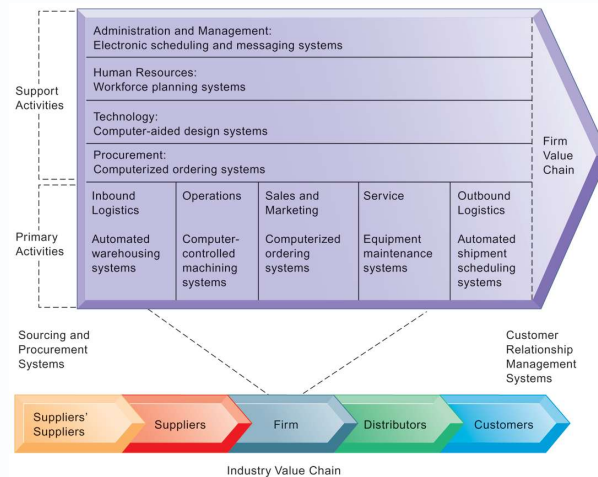 Support
Activities
Administration and Management:
Electronic scheduling and messaging systems
Human Resources:
Workforce planning systems
Technology:
Computer-aided design systems
Procurement:
Computerized ordering systems
Firm
Value
Chain
Primary
Activities
Inbound
Logistics
Automated
warehousing
systems
Operations
Computer-
controlled
machining
systems
Sales and
Marketing
Computerized
ordering
systems
Service
Equipment
maintenance
systems
Outbound
Logistics
Automated
shipment
scheduling
systems
Sourcing and
Procurement
Systems
Customer
Relationship
Management
Systems
Suppliers'
Suppliers
Suppliers
Firm
Distributors
Customers
Industry Value Chain